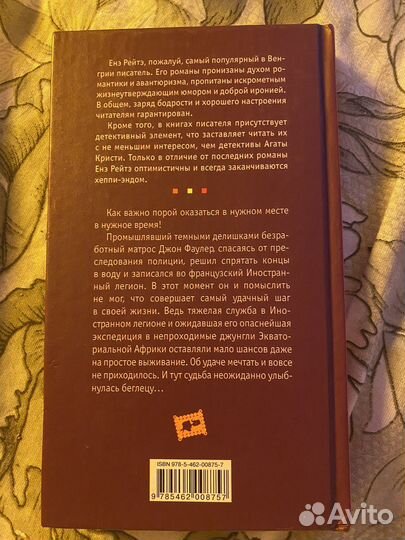 Енэ Рейтэ, пожалуй, самый популярный в Вен-
грии писатель. Его романы пронизаны духом ро-
мантики и авантюризма, пропитаны искрометным
жизнеутверждающим юмором и доброй иронией.
В общем, заряд бодрости и хорошего настроения
читателям гарантирован.
Кроме того, в книгах писателя присутствует
детективный элемент, что заставляет читать их
с не меньшим интересом, чем детективы Агаты
Кристи. Только в отличие от последних романы
Енэ Рейтэ оптимистичны и всегда заканчиваются
хеппи-эндом.
Как важно порой оказаться в нужном месте
в нужное время!
Промышлявший темными делишками безра-
ботный матрос Джон Фаулер, спасаясь от пре-
следования полиции, решил спрятать концы
в воду и записался во французский Иностран-
ный легион. В этот момент он и помыслить
не мог, что совершает самый удачный шаг
в своей жизни. Ведь тяжелая служба в Ино-
странном легионе и ожидавшая его опаснейшая
экспедиция в непроходимые джунгли Эквато-
риальной Африки оставляли мало шансов даже
на простое выживание. Об удаче мечтать и вовсе
не приходилось. И тут судьба неожиданно улыб-
нулась беглецу...
ISBN 978-5-462-00875-7
9 785462 008757
Avito